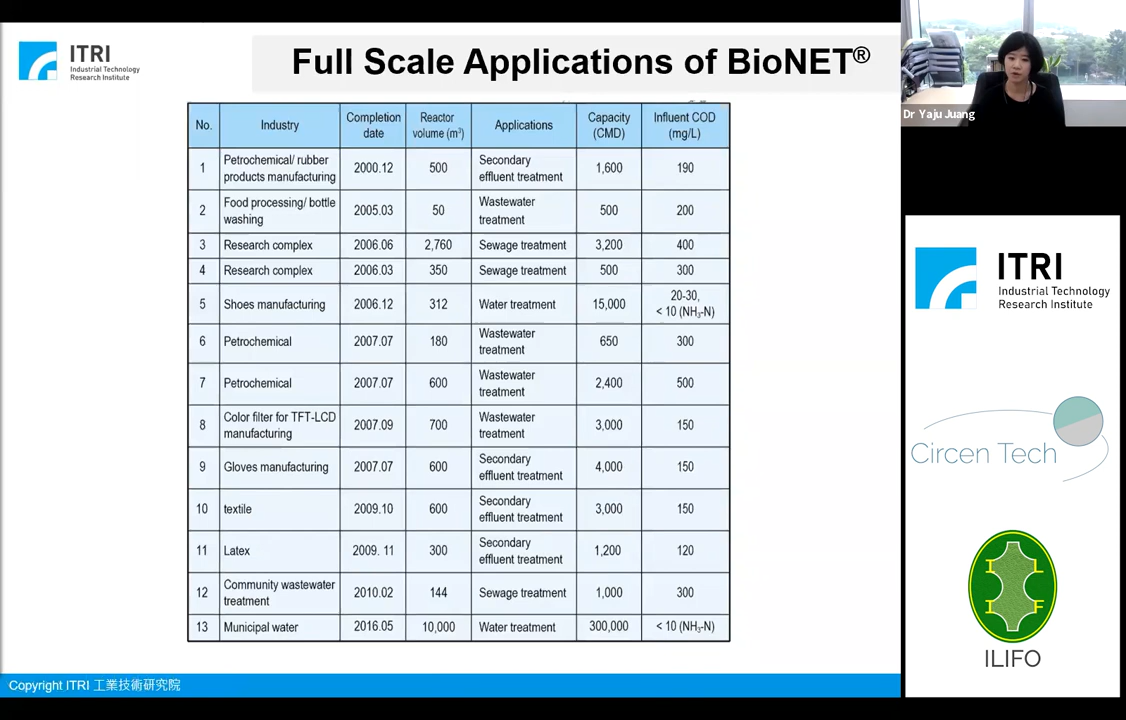 ITRI
Industrial Technology
Research Institute
Full Scale Applications of BioNET®
No. Industry Completion date Reactor volume (m³) Applications Capacity (CMD) Influent COD (mg/L)
1 Petrochemical/ rubber products manufacturing 2000.12 500 Secondary effluent treatment 1,600 190
2 Food processing/ bottle washing 2005.03 50 Wastewater treatment 500 200
3 Research complex 2006.06 2,760 Sewage treatment 3,200 400
4 Research complex 2006.03 350 Sewage treatment 500 300
5 Shoes manufacturing 2006.12 312 Water treatment 15,000 20-30, < 10 (NH₃-N)
6 Petrochemical 2007.07 180 Wastewater treatment 650 300
7 Petrochemical 2007.07 600 Wastewater treatment 2,400 500
8 Color filter for TFT-LCD manufacturing 2007.09 700 Wastewater treatment 3,000 150
9 Gloves manufacturing 2007.07 600 Secondary effluent treatment 4,000 150
10 textile 2009.10 600 Secondary effluent treatment 3,000 150
11 Latex 2009. 11 300 Secondary effluent treatment 1,200 120
12 Community wastewater treatment 2010.02 144 Sewage treatment 1,000 300
13 Municipal water 2016.05 10,000 Water treatment 300,000 < 10 (NH₃-N)
Copyright ITRI 工業技術研究院
Dr Yaju Juang
ITRI
Industrial Technology
Research Institute
Circen Tech
I L
I F
ILIFO